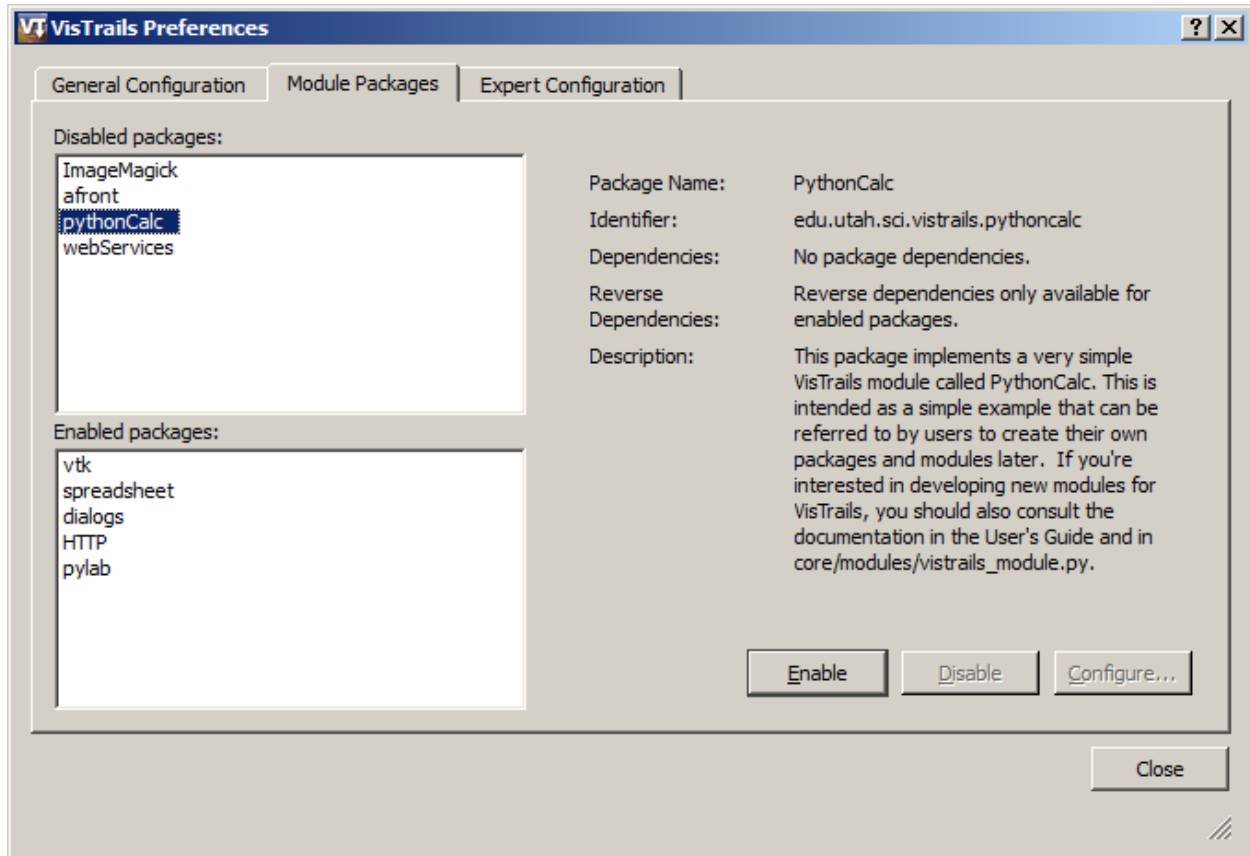 VisTrails Preferences
General Configuration
Module Packages
Expert Configuration
Disabled packages:
ImageMagick
afront
pythonCalc
webServices
Enabled packages:
vtk
spreadsheet
dialogs
HTTP
pylab
Package Name: PythonCalc
Identifier: edu.utah.sci.vistrails.pythoncalc
Dependencies: No package dependencies.
Reverse Reverse dependencies only available for
Dependencies: enabled packages.
Description: This package implements a very simple
VisTrails module called PythonCalc. This is
intended as a simple example that can be
referred to by users to create their own
packages and modules later.  If you're
interested in developing new modules for
VisTrails, you should also consult the
documentation in the User's Guide and in
core/modules/vistrails_module.py.
Enable
Disable
Configure...
Close